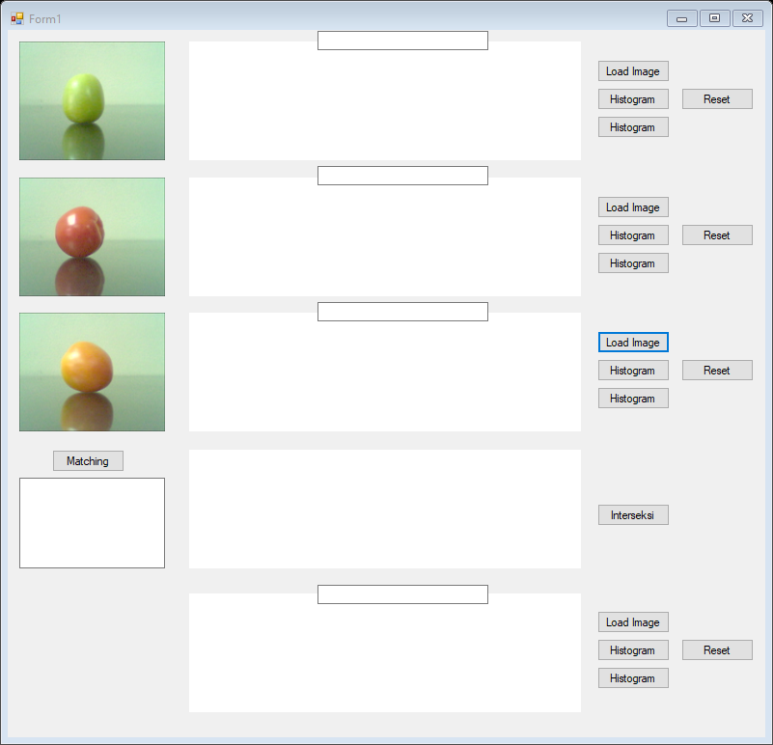 Form1
Load Image
Histogram Reset
Histogram
Load Image
Histogram Reset
Histogram
Load Image
Histogram Reset
Histogram
Matching
Interseksi
Load Image
Histogram Reset
Histogram